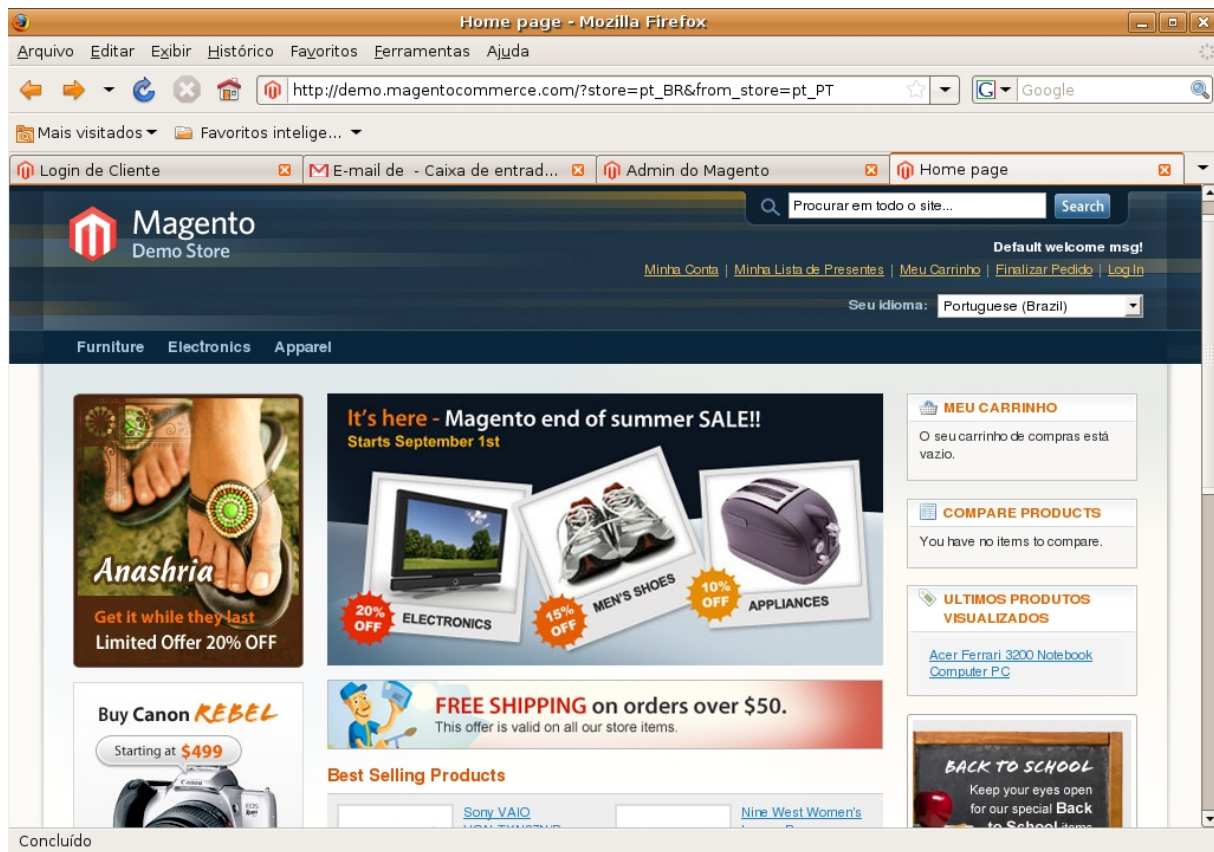 Home page - Mozilla Firefox
Arquivo Editar Exibir Histórico Favoritos Ferramentas Ajuda
http://demo.magentocommerce.com/?store=pt_BR&from_store=pt_PT
G Google
Mais visitados Favoritos intelige...
Login de Cliente
E-mail de - Caixa de entrad...
Admin do Magento
Home page
Magento
Demo Store
Procurar em todo o site...
Search
Default welcome msg!
Minha Conta | Minha Lista de Presentes | Meu Carrinho | Finalizar Pedido | Log In
Seu idioma: Portuguese (Brazil)
Furniture Electronics Apparel
Anashria
Get it while they last
Limited Offer 20% OFF
Buy Canon REBEL
Starting at $499
Canon
EOS
It's here - Magento end of summer SALE!!
Starts September 1st
20% OFF
ELECTRONICS
15% OFF
MEN'S SHOES
10% OFF
APPLIANCES
FREE SHIPPING on orders over $50.
This offer is valid on all our store items.
Best Selling Products
Sony VAIO
Nine West Women's
MEU CARRINHO
O seu carrinho de compras está
vazio.
COMPARE PRODUCTS
You have no items to compare.
ULTIMOS PRODUTOS
VISUALIZADOS
Acer Ferrari 3200 Notebook
Computer PC
BACK TO SCHOOL
Keep your eyes open
for our special Back
to School items
Concluído